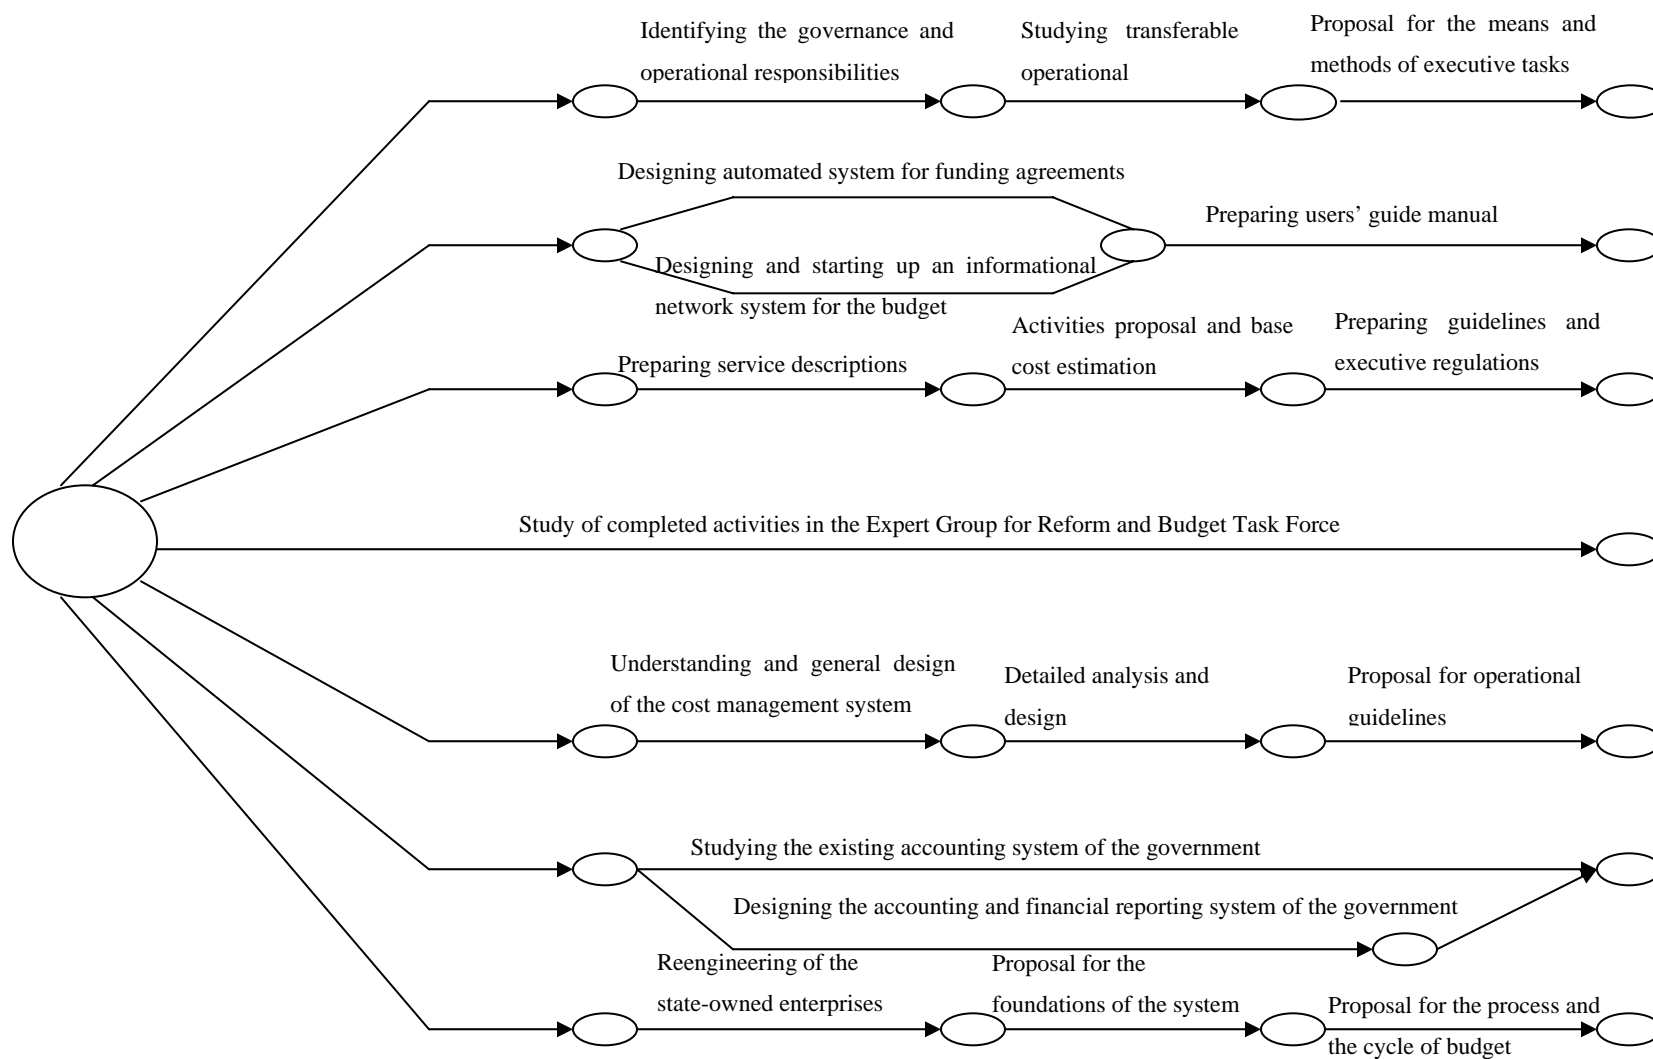 Identifying the governance and
operational responsibilities
Studying transferable
operational
Proposal for the means and
methods of executive tasks
Designing automated system for funding agreements
Preparing users’ guide manual
Designing and starting up an informational
network system for the budget
Preparing service descriptions
Activities proposal and base
cost estimation
Preparing guidelines and
executive regulations
Study of completed activities in the Expert Group for Reform and Budget Task Force
Understanding and general design
of the cost management system
Detailed analysis and
design
Proposal for operational
guidelines
Studying the existing accounting system of the government
Designing the accounting and financial reporting system of the government
Reengineering of the
state-owned enterprises
Proposal for the
foundations of the system
Proposal for the process and
the cycle of budget